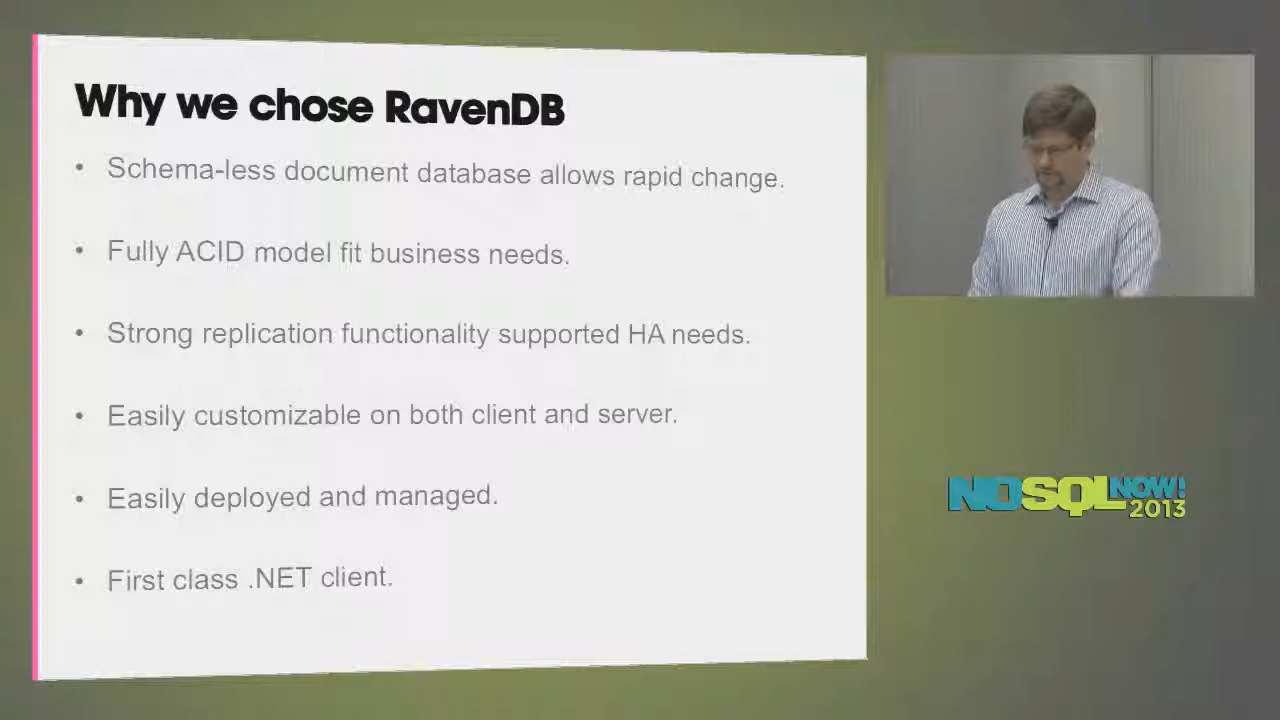 Why we chose RavenDB
• Schema-less document database allows rapid change.
• Fully ACID model fit business needs.
• Strong replication functionality supported HA needs.
• Easily customizable on both client and server.
• Easily deployed and managed.
• First class .NET client.
NOSQLNOW!
2013